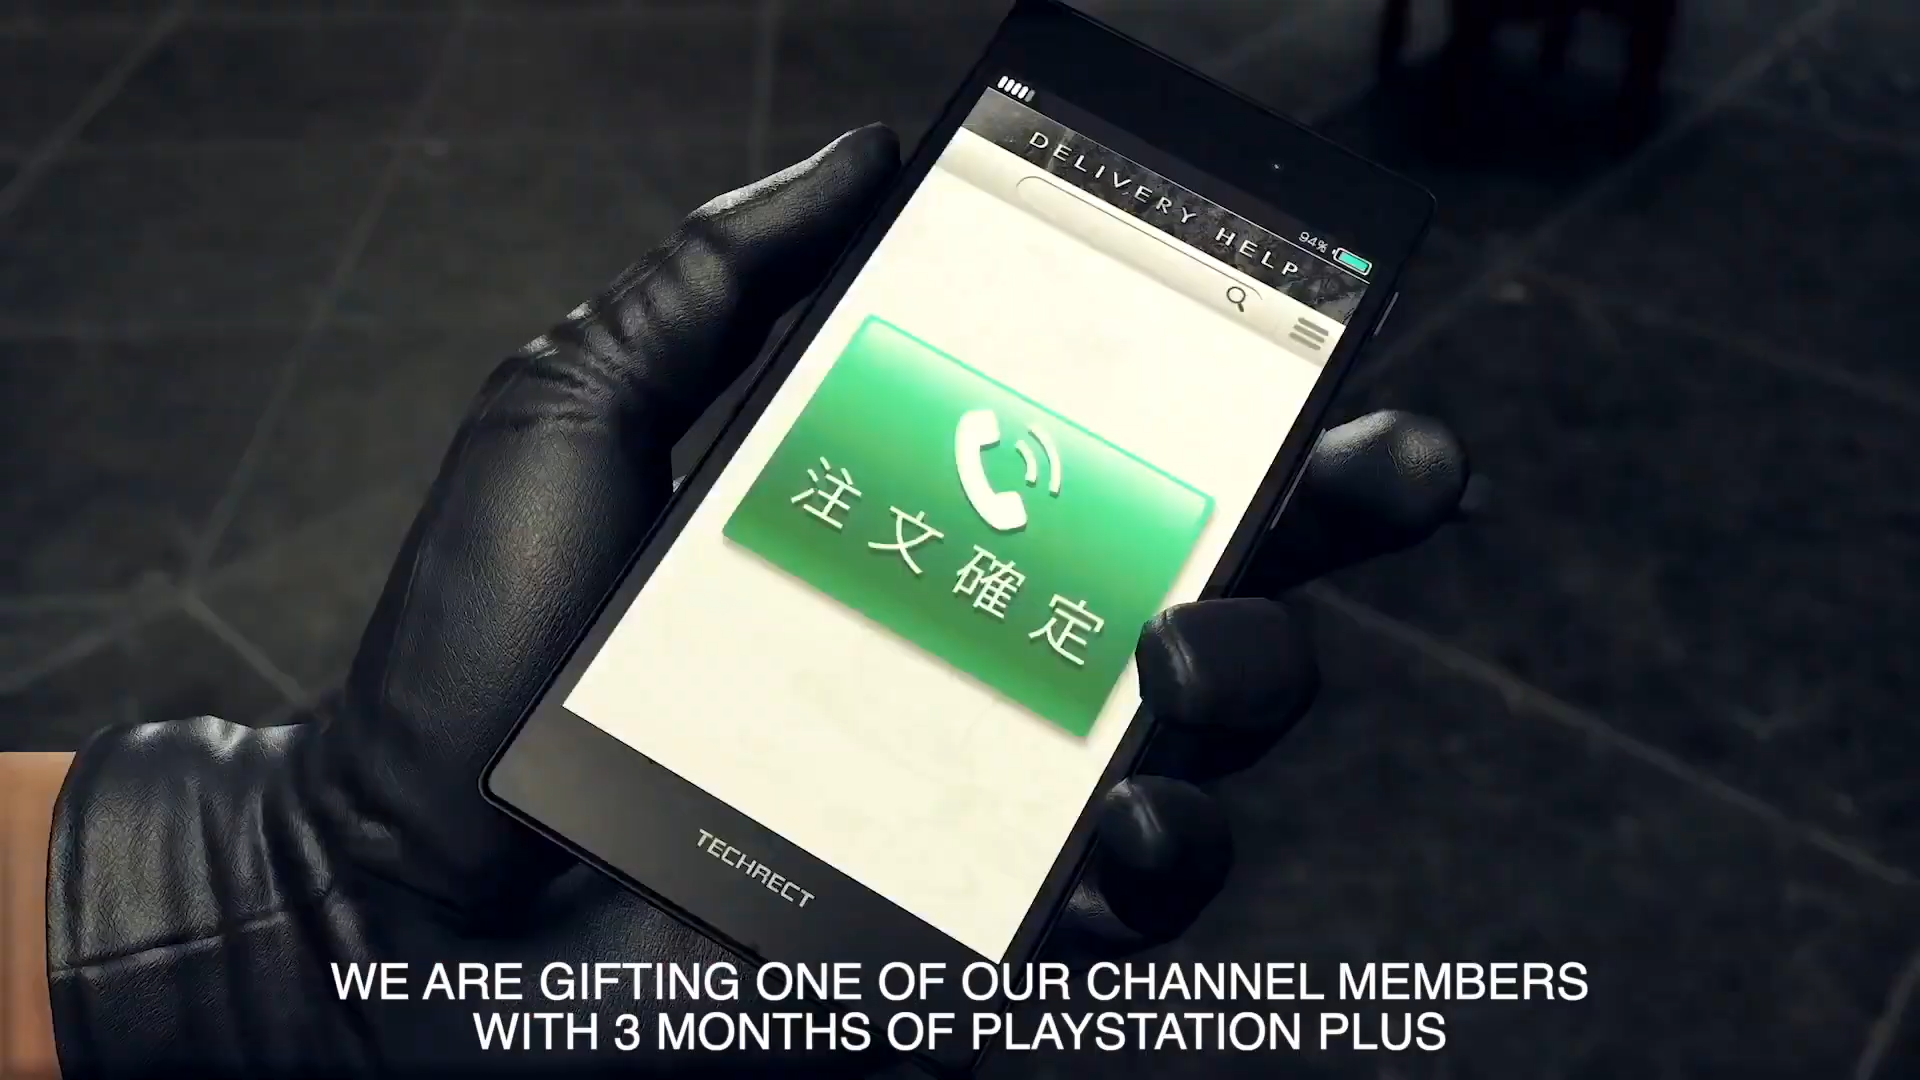 94%
DELIVERY HELP
注文確定
TECHRECT
WE ARE GIFTING ONE OF OUR CHANNEL MEMBERS
WITH 3 MONTHS OF PLAYSTATION PLUS